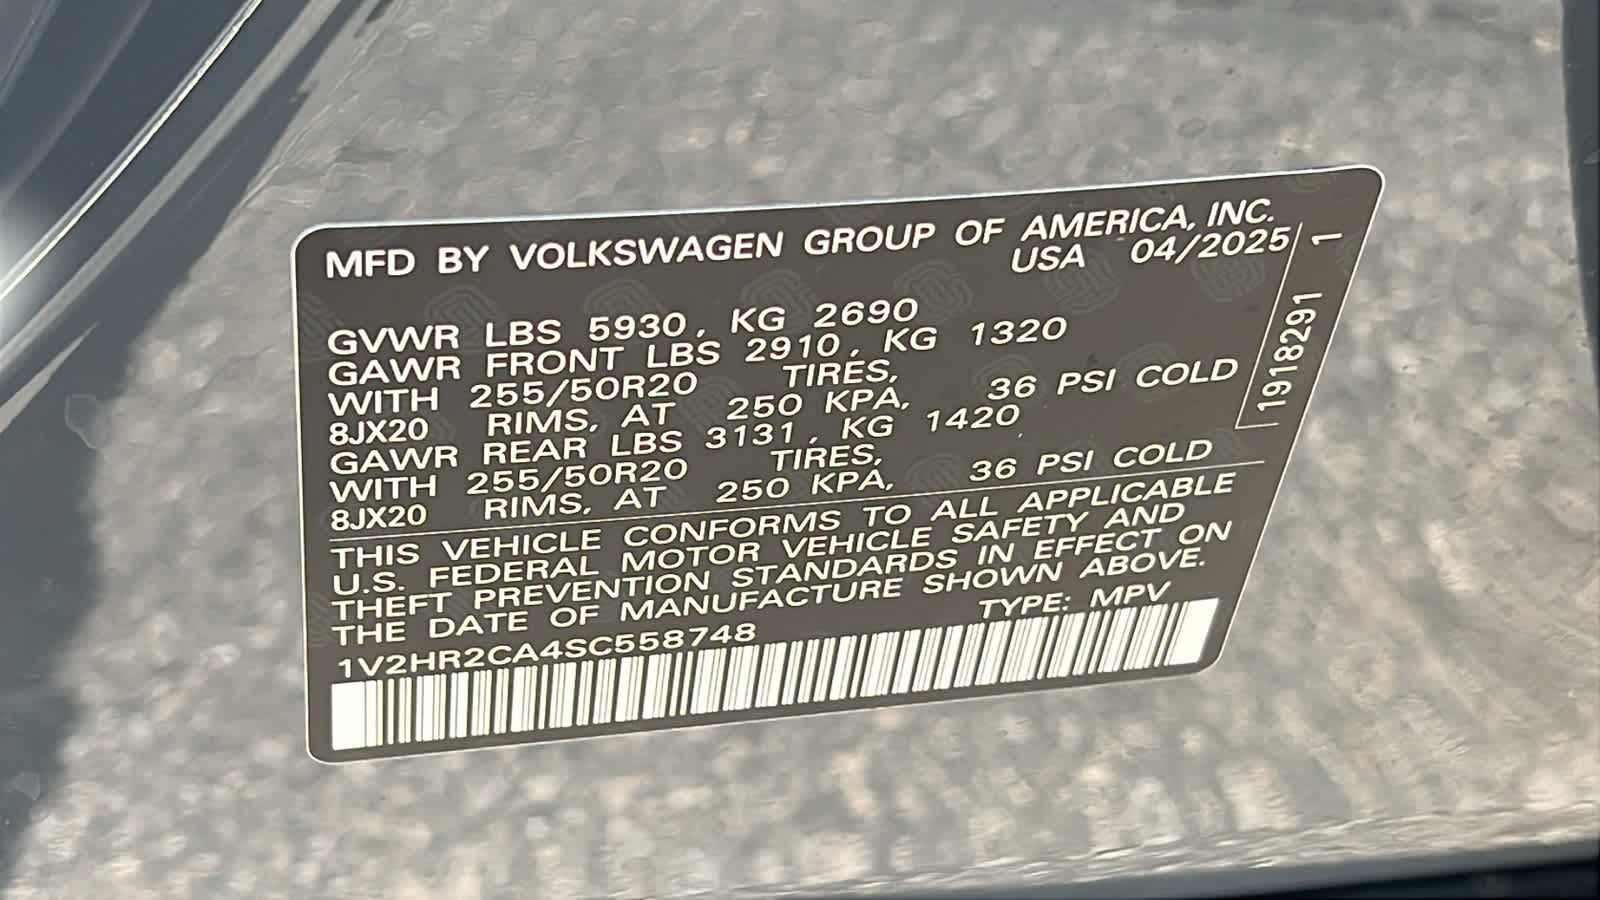 MFD BY VOLKSWAGEN GROUP OF AMERICA, INC.
USA 04/2025
GVWR LBS 5930, KG 2690
GAWR FRONT LBS 2910, KG 1320
WITH 255/50R20 TIRES,
8JX20 RIMS, AT 250 KPA, 36 PSI COLD
GAWR REAR LBS 3131, KG 1420
WITH 255/50R20 TIRES,
8JX20 RIMS, AT 250 KPA, 36 PSI COLD
THIS VEHICLE CONFORMS TO ALL APPLICABLE
U.S. FEDERAL MOTOR VEHICLE SAFETY AND
THEFT PREVENTION STANDARDS IN EFFECT ON
THE DATE OF MANUFACTURE SHOWN ABOVE.
1V2HR2CA4SC558748 TYPE: MPV
1918291 1